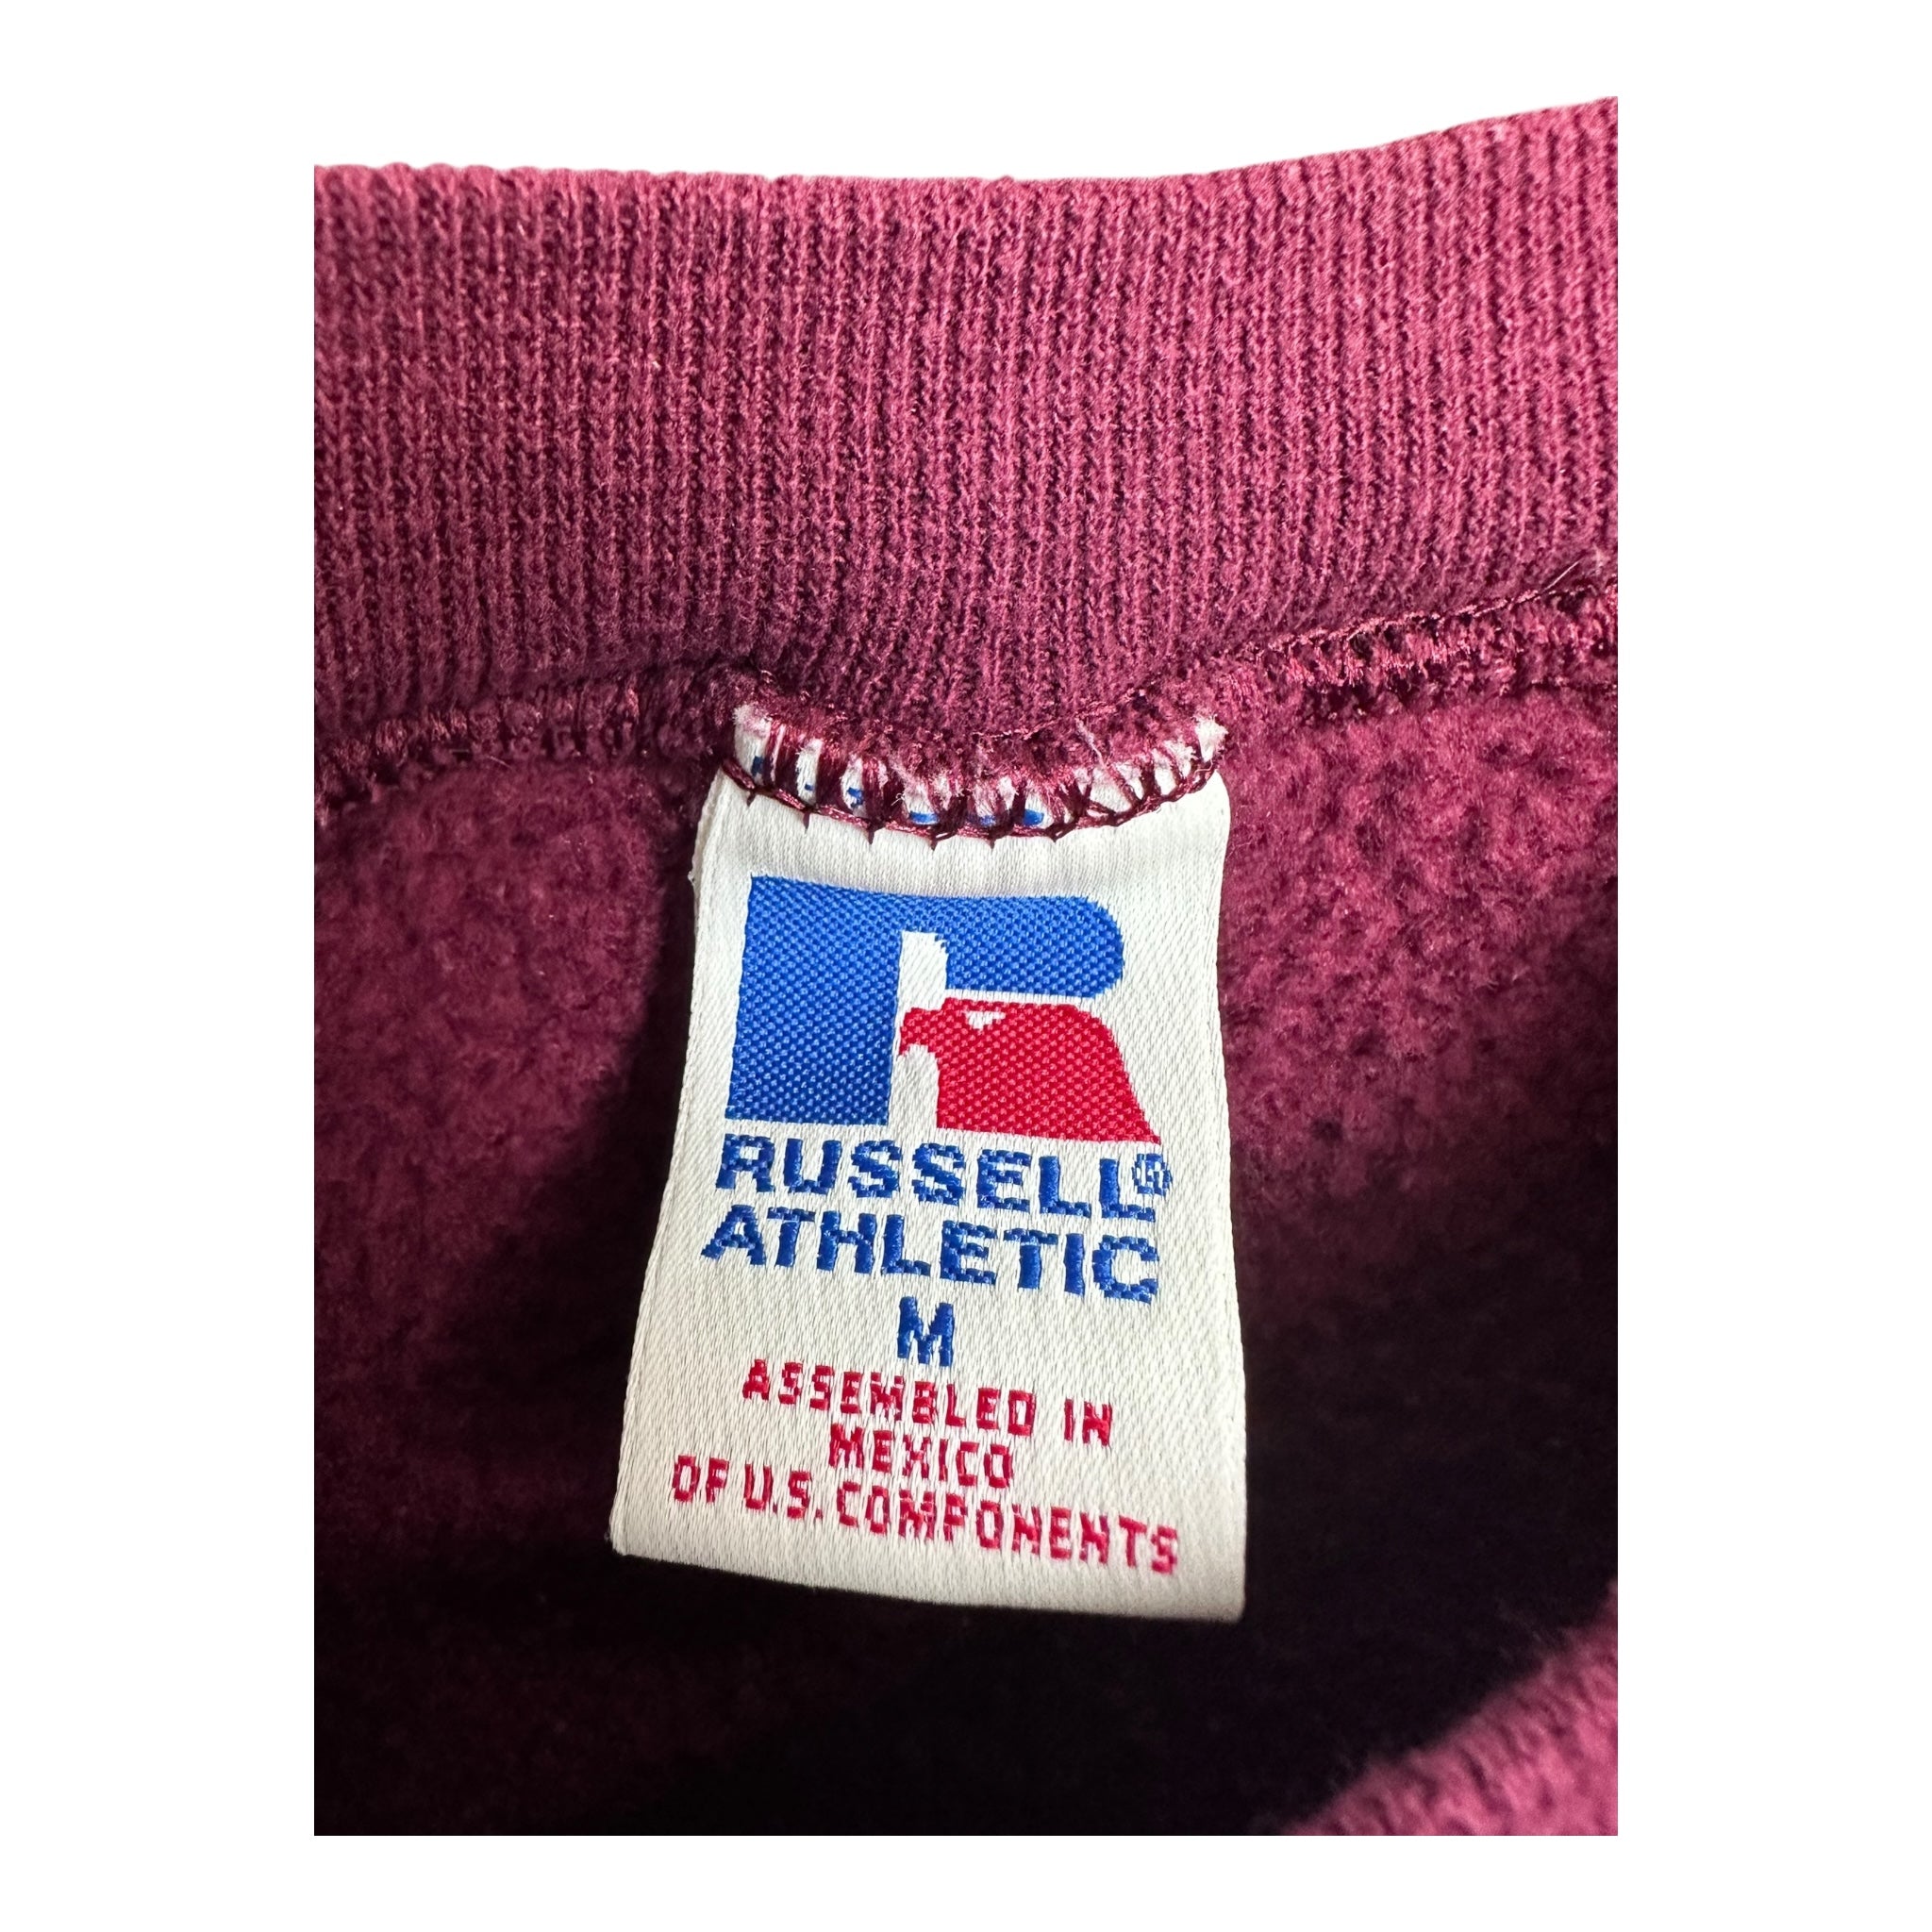 RUSSELL®
ATHLETIC
M
ASSEMBLED IN
MEXICO
OF U.S. COMPONENTS